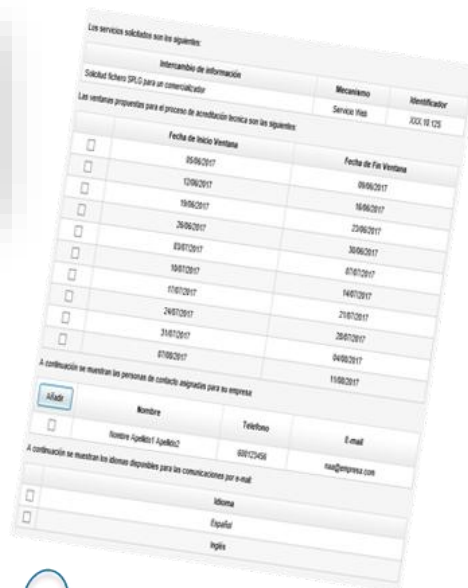 Los servicios solicitados son los siguientes:
Intercambio de información Mecanismo Identificador
Solicitud fichero SPLG para un comercializador Servicio Web XXX.10.125
Las ventanas propuestas para el proceso de acreditación tecnica son las siguientes:
Fecha de Inicio Ventana Fecha de Fin Ventana
05/06/2017 09/06/2017
12/06/2017 16/06/2017
19/06/2017 23/06/2017
26/06/2017 30/06/2017
03/07/2017 07/07/2017
10/07/2017 14/07/2017
17/07/2017 21/07/2017
24/07/2017 28/07/2017
31/07/2017 04/08/2017
07/08/2017 11/08/2017
A continuación se muestran las personas de contacto asignadas para su empresa:
Añadir Nombre Telefono E-mail
Nombre Apellido1 Apellido2 600123456
A continuación se muestran los idiomas disponibles para las comunicaciones por e-mail:
Idioma
Español
Inglés